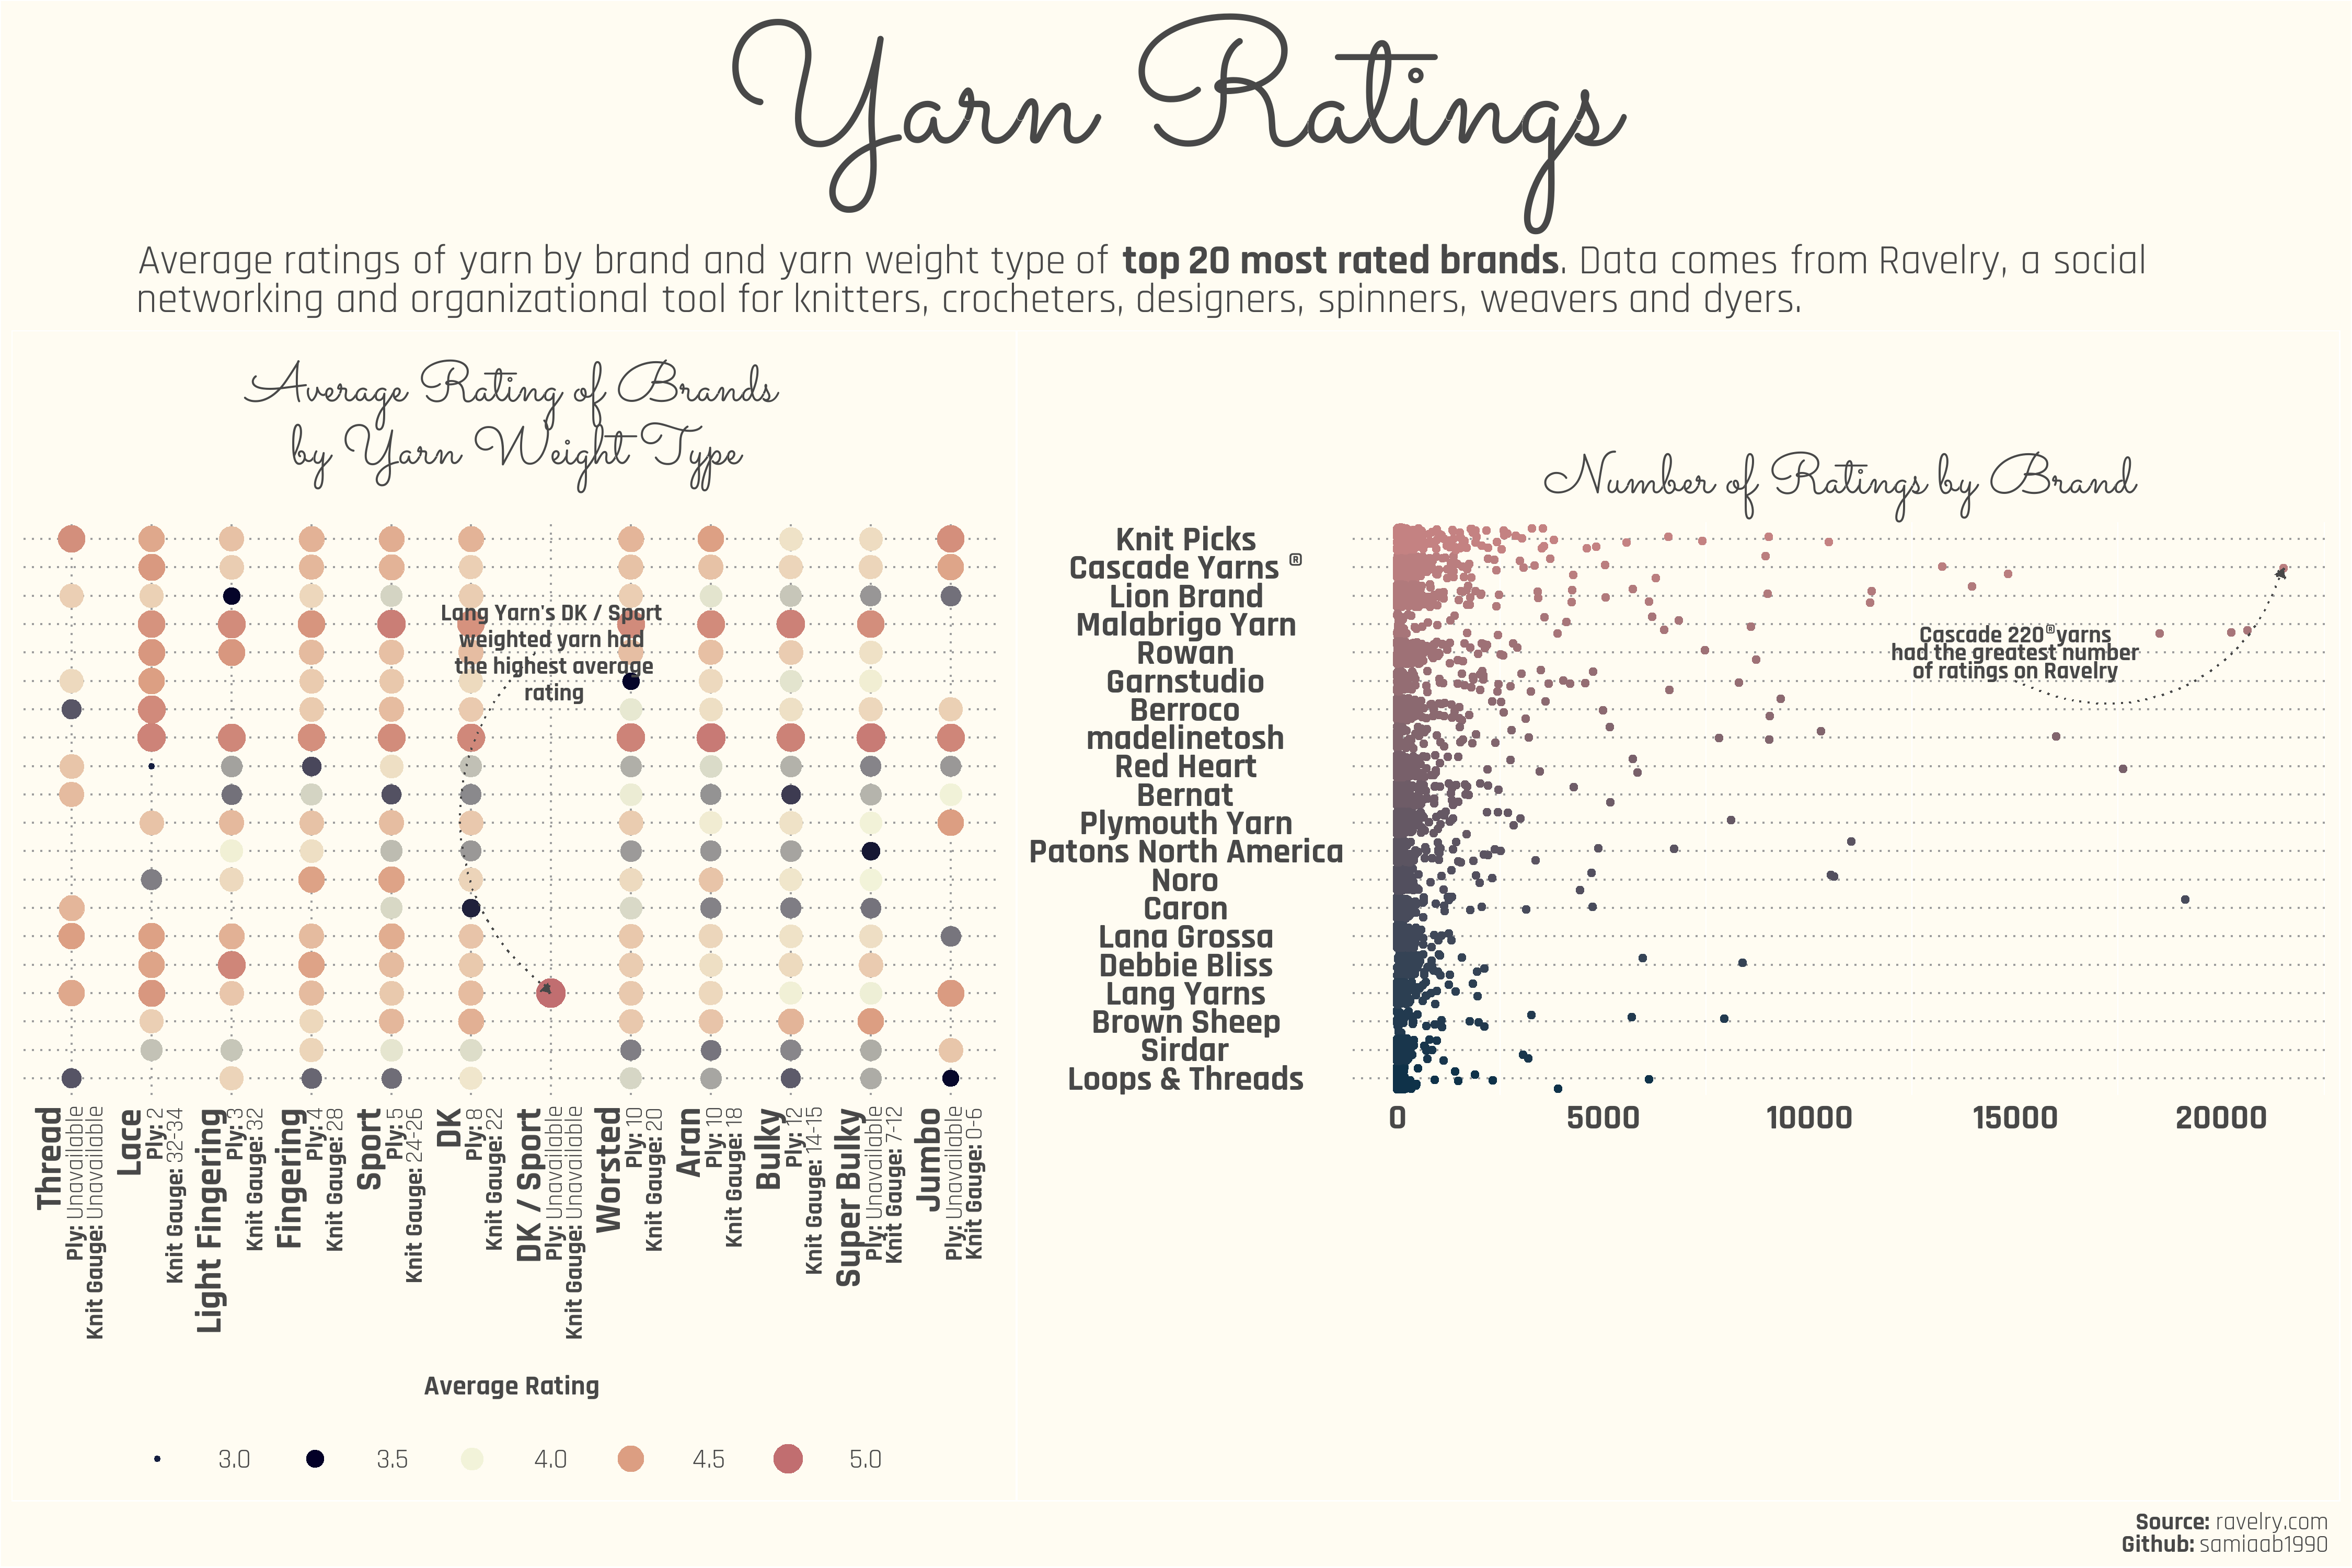 Yarn Ratings
Average ratings of yarn by brand and yarn weight type of top 20 most rated brands. Data comes from Ravelry, a social
networking and organizational tool for knitters, crocheters, designers, spinners, weavers and dyers.
Average Rating of Brands
by Yarn Weight Type
Lang Yarn's DK / Sport
weighted yarn had
the highest average
rating
Thread
Ply: Unavailable
Knit Gauge: Unavailable
Lace
Ply: 2
Knit Gauge: 32-34
Light Fingering
Ply: 3
Knit Gauge: 32
Fingering
Ply: 4
Knit Gauge: 28
Sport
Ply: 5
Knit Gauge: 24-26
DK
Ply: 8
Knit Gauge: 22
DK / Sport
Ply: Unavailable
Knit Gauge: Unavailable
Worsted
Ply: 10
Knit Gauge: 20
Aran
Ply: 10
Knit Gauge: 18
Bulky
Ply: 12
Knit Gauge: 14-15
Super Bulky
Ply: Unavailable
Knit Gauge: 7-12
Jumbo
Ply: Unavailable
Knit Gauge: 0-6
Average Rating
3.0 3.5 4.0 4.5 5.0
Number of Ratings by Brand
Knit Picks
Cascade Yarns ®
Lion Brand
Malabrigo Yarn
Rowan
Garnstudio
Berroco
madelinetosh
Red Heart
Bernat
Plymouth Yarn
Patons North America
Noro
Caron
Lana Grossa
Debbie Bliss
Lang Yarns
Brown Sheep
Sirdar
Loops & Threads
Cascade 220® yarns
had the greatest number
of ratings on Ravelry
0 5000 10000 15000 20000
Source: ravelry.com
Github: samiaab1990